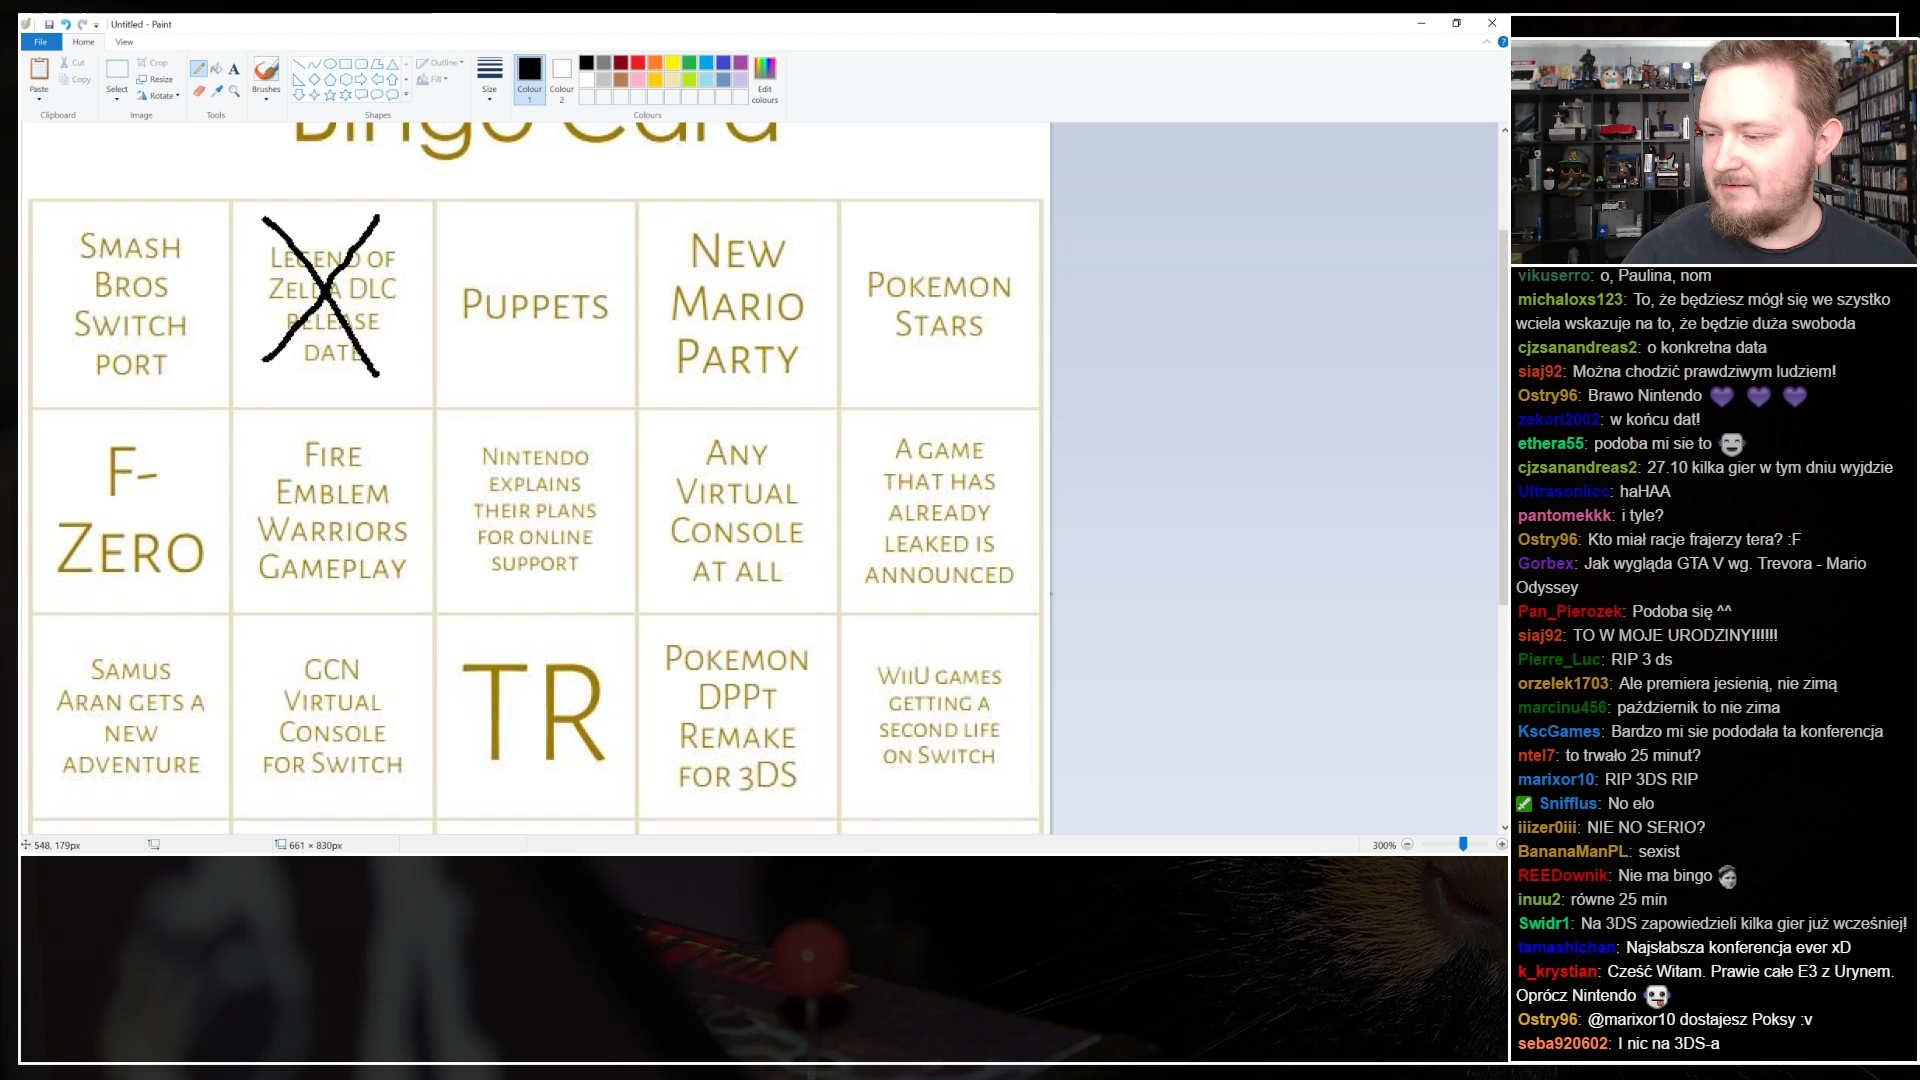 Untitled - Paint
File
Home
View
Paste
Cut
Copy
Clipboard
Select
Crop
Resize
Rotate
Image
Tools
Brushes
Shapes
Outline
Fill
Size
Colour
1
Colour
2
Edit
colours
Colours
Bingo Card
SMASH
BROS
SWITCH
PORT
LEGEND OF
ZELDA DLC
RELEASE
DATE
PUPPETS
NEW
MARIO
PARTY
POKEMON
STARS
F-
ZERO
FIRE
EMBLEM
WARRIORS
GAMEPLAY
NINTENDO
EXPLAINS
THEIR PLANS
FOR ONLINE
SUPPORT
ANY
VIRTUAL
CONSOLE
AT ALL
A GAME
THAT HAS
ALREADY
LEAKED IS
ANNOUNCED
SAMUS
ARAN GETS A
NEW
ADVENTURE
GCN
VIRTUAL
CONSOLE
FOR SWITCH
TR
POKEMON
DPPT
REMAKE
FOR 3DS
WIIU GAMES
GETTING A
SECOND LIFE
ON SWITCH
548, 179px
661 × 830px
300%
vikuserro: o, Paulina, nom
michaloxs123: To, że będziesz mógł się we szystko
wciela wskazuje na to, że będzie duża swoboda
cjzsanandreas2: o konkretna data
siaj92: Można chodzić prawdziwym ludziem!
Ostry96: Brawo Nintendo
zekori2002: w końcu dat!
ethera55: podoba mi sie to
cjzsanandreas2: 27.10 kilka gier w tym dniu wyjdzie
Ultrasoniicc: haHAA
pantomekkk: i tyle?
Ostry96: Kto miał racje frajerzy tera? :F
Gorbex: Jak wygląda GTA V wg. Trevora - Mario
Odyssey
Pan_Pierozek: Podoba się ^^
siaj92: TO W MOJE URODZINY!!!!!!
Pierre_Luc: RIP 3 ds
orzelek1703: Ale premiera jesienią, nie zimą
marcinu456: październik to nie zima
KscGames: Bardzo mi sie pododała ta konferencja
ntel7: to trwało 25 minut?
marixor10: RIP 3DS RIP
Snifflus: No elo
iiizer0iii: NIE NO SERIO?
BananaManPL: sexist
REEDownik: Nie ma bingo
inuu2: równe 25 min
Swidr1: Na 3DS zapowiedzieli kilka gier już wcześniej!
tamashichan: Najsłabsza konferencja ever xD
k_krystian: Cześć Witam. Prawie całe E3 z Urynem.
Oprócz Nintendo
Ostry96: @marixor10 dostajesz Poksy :v
seba920602: I nic na 3DS-a